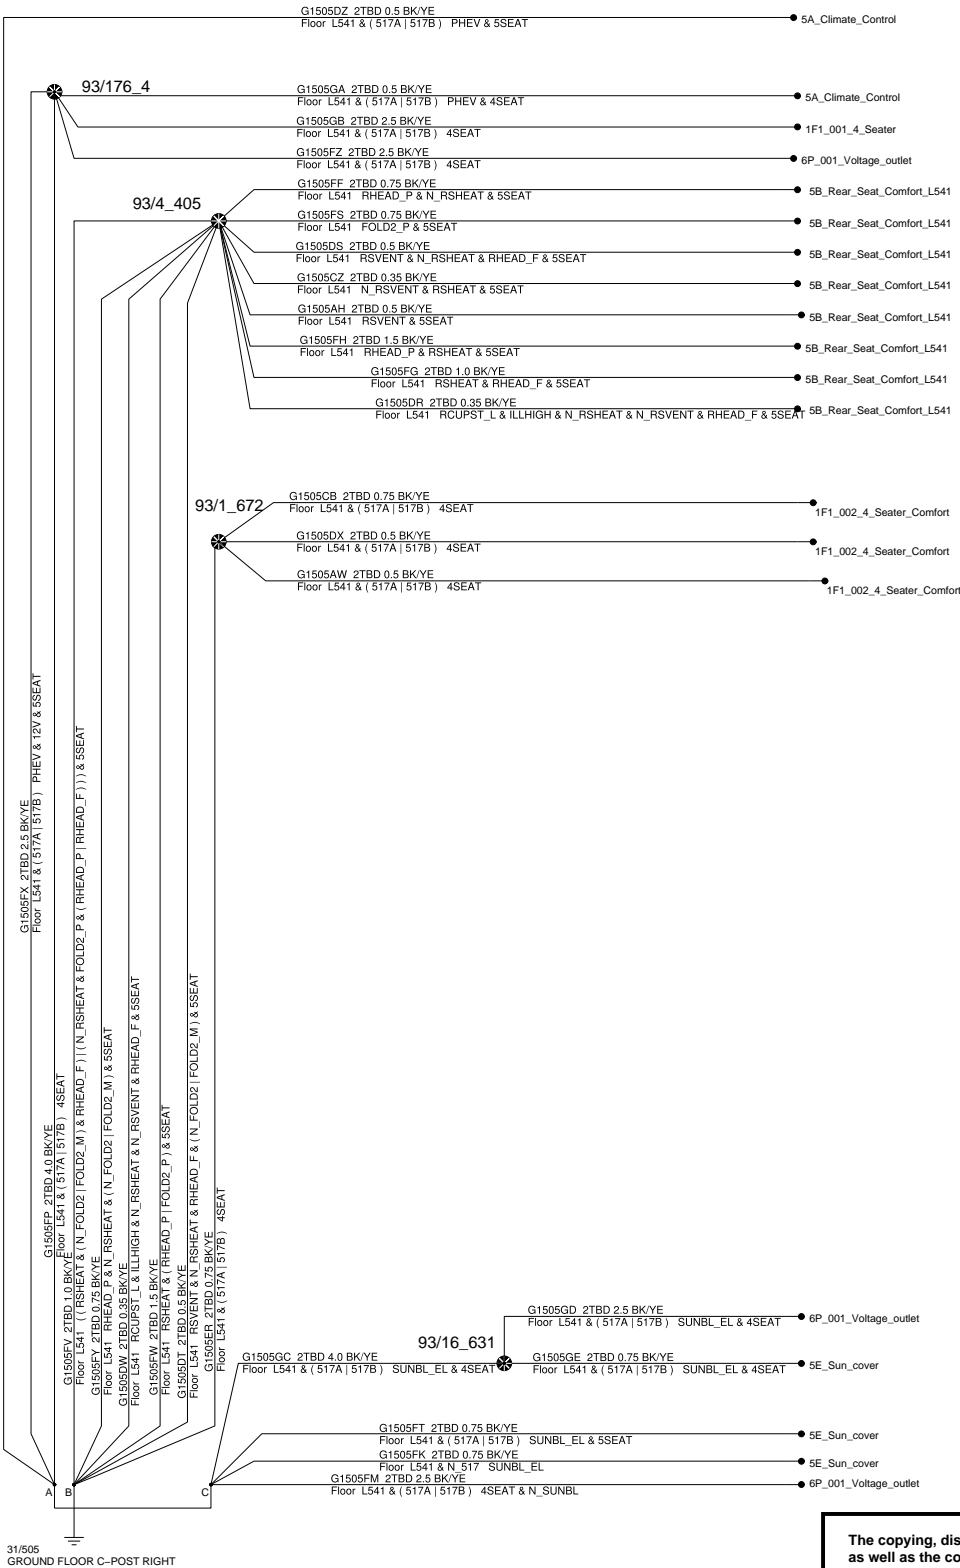 G1505DZ 2TBD 0.5 BK/YE
Floor L541 & ( 517A | 517B ) PHEV & 5SEAT
5A_Climate_Control
93/176_4
G1505GA 2TBD 0.5 BK/YE
Floor L541 & ( 517A | 517B ) PHEV & 4SEAT
5A_Climate_Control
G1505GB 2TBD 2.5 BK/YE
Floor L541 & ( 517A | 517B ) 4SEAT
1F1_001_4_Seater
G1505FZ 2TBD 2.5 BK/YE
Floor L541 & ( 517A | 517B ) 4SEAT
6P_001_Voltage_outlet
93/4_405
G1505FF 2TBD 0.75 BK/YE
Floor L541 RHEAD_P & N_RSHEAT & 5SEAT
5B_Rear_Seat_Comfort_L541
G1505FS 2TBD 0.75 BK/YE
Floor L541 FOLD2_P & 5SEAT
5B_Rear_Seat_Comfort_L541
G1505DS 2TBD 0.5 BK/YE
Floor L541 RSVENT & N_RSHEAT & RHEAD_F & 5SEAT
5B_Rear_Seat_Comfort_L541
G1505CZ 2TBD 0.35 BK/YE
Floor L541 N_RSVENT & RSHEAT & 5SEAT
5B_Rear_Seat_Comfort_L541
G1505AH 2TBD 0.5 BK/YE
Floor L541 RSVENT & 5SEAT
5B_Rear_Seat_Comfort_L541
G1505FH 2TBD 1.5 BK/YE
Floor L541 RHEAD_P & RSHEAT & 5SEAT
5B_Rear_Seat_Comfort_L541
G1505FG 2TBD 1.0 BK/YE
Floor L541 RSHEAT & RHEAD_F & 5SEAT
5B_Rear_Seat_Comfort_L541
G1505DR 2TBD 0.35 BK/YE
Floor L541 RCUPST_L & ILLHIGH & N_RSHEAT & N_RSVENT & RHEAD_F & 5SEAT
5B_Rear_Seat_Comfort_L541
93/1_672
G1505CB 2TBD 0.75 BK/YE
Floor L541 & ( 517A | 517B ) 4SEAT
1F1_002_4_Seater_Comfort
G1505DX 2TBD 0.5 BK/YE
Floor L541 & ( 517A | 517B ) 4SEAT
1F1_002_4_Seater_Comfort
G1505AW 2TBD 0.5 BK/YE
Floor L541 & ( 517A | 517B ) 4SEAT
1F1_002_4_Seater_Comfort
G1505FX 2TBD 2.5 BK/YE
Floor L541 & ( 517A | 517B ) PHEV & 12V & 5SEAT
G1505FP 2TBD 4.0 BK/YE
Floor L541 & ( 517A | 517B ) 4SEAT
G1505FV 2TBD 1.0 BK/YE
Floor L541 ( ( RSHEAT & ( N_FOLD2 | FOLD2_M ) & RHEAD_F ) | ( N_RSHEAT & FOLD2_P & ( RHEAD_P | RHEAD_F ) ) ) & 5SEAT
G1505FY 2TBD 0.75 BK/YE
Floor L541 RHEAD_P & N_RSHEAT & ( N_FOLD2 | FOLD2_M ) & 5SEAT
G1505DW 2TBD 0.35 BK/YE
Floor L541 RCUPST_L & ILLHIGH & N_RSHEAT & N_RSVENT & RHEAD_F & 5SEAT
G1505FW 2TBD 1.5 BK/YE
Floor L541 RSHEAT & ( RHEAD_P | FOLD2_P ) & 5SEAT
G1505DT 2TBD 0.5 BK/YE
Floor L541 RSVENT & N_RSHEAT & RHEAD_F & ( N_FOLD2 | FOLD2_M ) & 5SEAT
G1505ER 2TBD 0.75 BK/YE
Floor L541 & ( 517A | 517B ) 4SEAT
G1505GD 2TBD 2.5 BK/YE
Floor L541 & ( 517A | 517B ) SUNBL_EL & 4SEAT
6P_001_Voltage_outlet
93/16_631
G1505GC 2TBD 4.0 BK/YE
Floor L541 & ( 517A | 517B ) SUNBL_EL & 4SEAT
G1505GE 2TBD 0.75 BK/YE
Floor L541 & ( 517A | 517B ) SUNBL_EL & 4SEAT
5E_Sun_cover
G1505FT 2TBD 0.75 BK/YE
Floor L541 & ( 517A | 517B ) SUNBL_EL & 5SEAT
5E_Sun_cover
G1505FK 2TBD 0.75 BK/YE
Floor L541 & N_517 SUNBL_EL
5E_Sun_cover
G1505FM 2TBD 2.5 BK/YE
Floor L541 & ( 517A | 517B ) 4SEAT & N_SUNBL
6P_001_Voltage_outlet
A B C
31/505
GROUND FLOOR C–POST RIGHT
The copying, dis
as well as the co